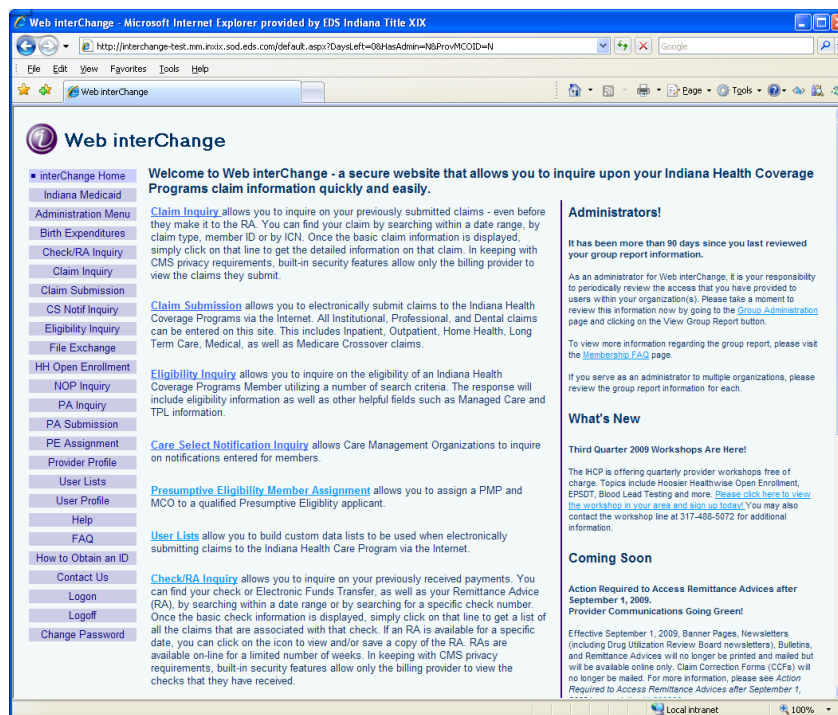 Web interChange - Microsoft Internet Explorer provided by EDS Indiana Title XIX
http://interchange-test.mm.inxix.sod.eds.com/default.aspx?DaysLeft=0&HasAdmin=N&ProvMCOID=N
Google
File Edit View Favorites Tools Help
Web interChange
Page Tools
Web interChange
interChange Home
Indiana Medicaid
Administration Menu
Birth Expenditures
Check/RA Inquiry
Claim Inquiry
Claim Submission
CS Notif Inquiry
Eligibility Inquiry
File Exchange
HH Open Enrollment
NOP Inquiry
PA Inquiry
PA Submission
PE Assignment
Provider Profile
User Lists
User Profile
Help
FAQ
How to Obtain an ID
Contact Us
Logon
Logoff
Change Password
Welcome to Web interChange - a secure website that allows you to
inquire upon your Indiana Health Coverage
Programs claim information quickly and easily.
Claim Inquiry allows you to inquire on your previously submitted claims - even before
they make it to the RA. You can find your claim by searching within a date range, by
claim type, member ID or by ICN. Once the basic claim information is displayed,
simply click on that line to get the detailed information on that claim. In keeping with
CMS privacy requirements, built-in security features allow only the billing provider to
view the claims they submit.
Claim Submission allows you to electronically submit claims to the Indiana Health
Coverage Programs via the Internet. All Institutional, Professional, and Dental claims
can be entered on this site. This includes Inpatient, Outpatient, Home Health, Long
Term Care, Medical, as well as Medicare Crossover claims.
Eligibility Inquiry allows you to inquire on the eligibility of an Indiana Health
Coverage Programs Member utilizing a number of search criteria. The response will
include eligibility information as well as other helpful fields such as Managed Care and
TPL information.
Care Select Notification Inquiry allows Care Management Organizations to inquire
on notifications entered for members.
Presumptive Eligibility Member Assignment allows you to assign a PMP and
MCO to a qualified Presumptive Eligiblity applicant.
User Lists allow you to build custom data lists to be used when electronically
submitting claims to the Indiana Health Care Program via the Internet.
Check/RA Inquiry allows you to inquire on your previously received payments. You
can find your check or Electronic Funds Transfer, as well as your Remittance Advice
(RA), by searching within a date range or by searching for a specific check number.
Once the basic check information is displayed, simply click on that line to get a list of
all the claims that are associated with that check. If an RA is available for a specific
date, you can click on the icon to view and/or save a copy of the RA. RAs are
available on-line for a limited number of weeks. In keeping with CMS privacy
requirements, built-in security features allow only the billing provider to view the
checks that they have received.
Administrators!
It has been more than 90 days since you last reviewed
your group report information.
As an administrator for Web interChange, it is your responsibility
to periodically review the access that you have provided to
users within your organization(s). Please take a moment to
review this information now by going to the Group Administration
page and clicking on the View Group Report button.
To view more information regarding the group report, please visit
the Membership FAQ page.
If you serve as an administrator to multiple organizations, please
review the group report information for each.
What's New
Third Quarter 2009 Workshops Are Here!
The IHCP is offering quarterly provider workshops free of
charge. Topics include Hoosier Healthwise Open Enrollment,
EPSDT, Blood Lead Testing and more. Please click here to view
the workshop in your area and sign up today! You may also
contact the workshop line at 317-488-5072 for additional
information.
Coming Soon
Action Required to Access Remittance Advices after
September 1, 2009.
Provider Communications Going Green!
Effective September 1, 2009, Banner Pages, Newsletters
(including Drug Utilization Review Board newsletters), Bulletins,
and Remittance Advices will no longer be printed and mailed but
will be available online only. Claim Correction Forms (CCFs) will
no longer be mailed. For more information, please see Action
Required to Access Remittance Advices after September 1,
Local intranet
100%